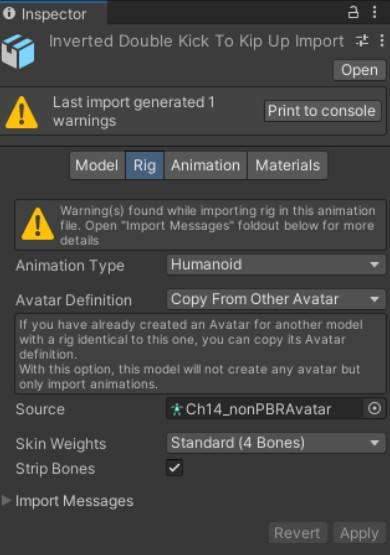 Inspector
Inverted Double Kick To Kip Up Import
Open
Last import generated 1
warnings
Print to console
Model Rig Animation Materials
Warning(s) found while importing rig in this animation
file. Open "Import Messages" foldout below for more
details
Animation Type Humanoid
Avatar Definition Copy From Other Avatar
If you have already created an Avatar for another model
with a rig identical to this one, you can copy its Avatar
definition.
With this option, this model will not create any avatar but
only import animations.
Source Ch14_nonPBRAvatar
Skin Weights Standard (4 Bones)
Strip Bones
Import Messages
Revert Apply